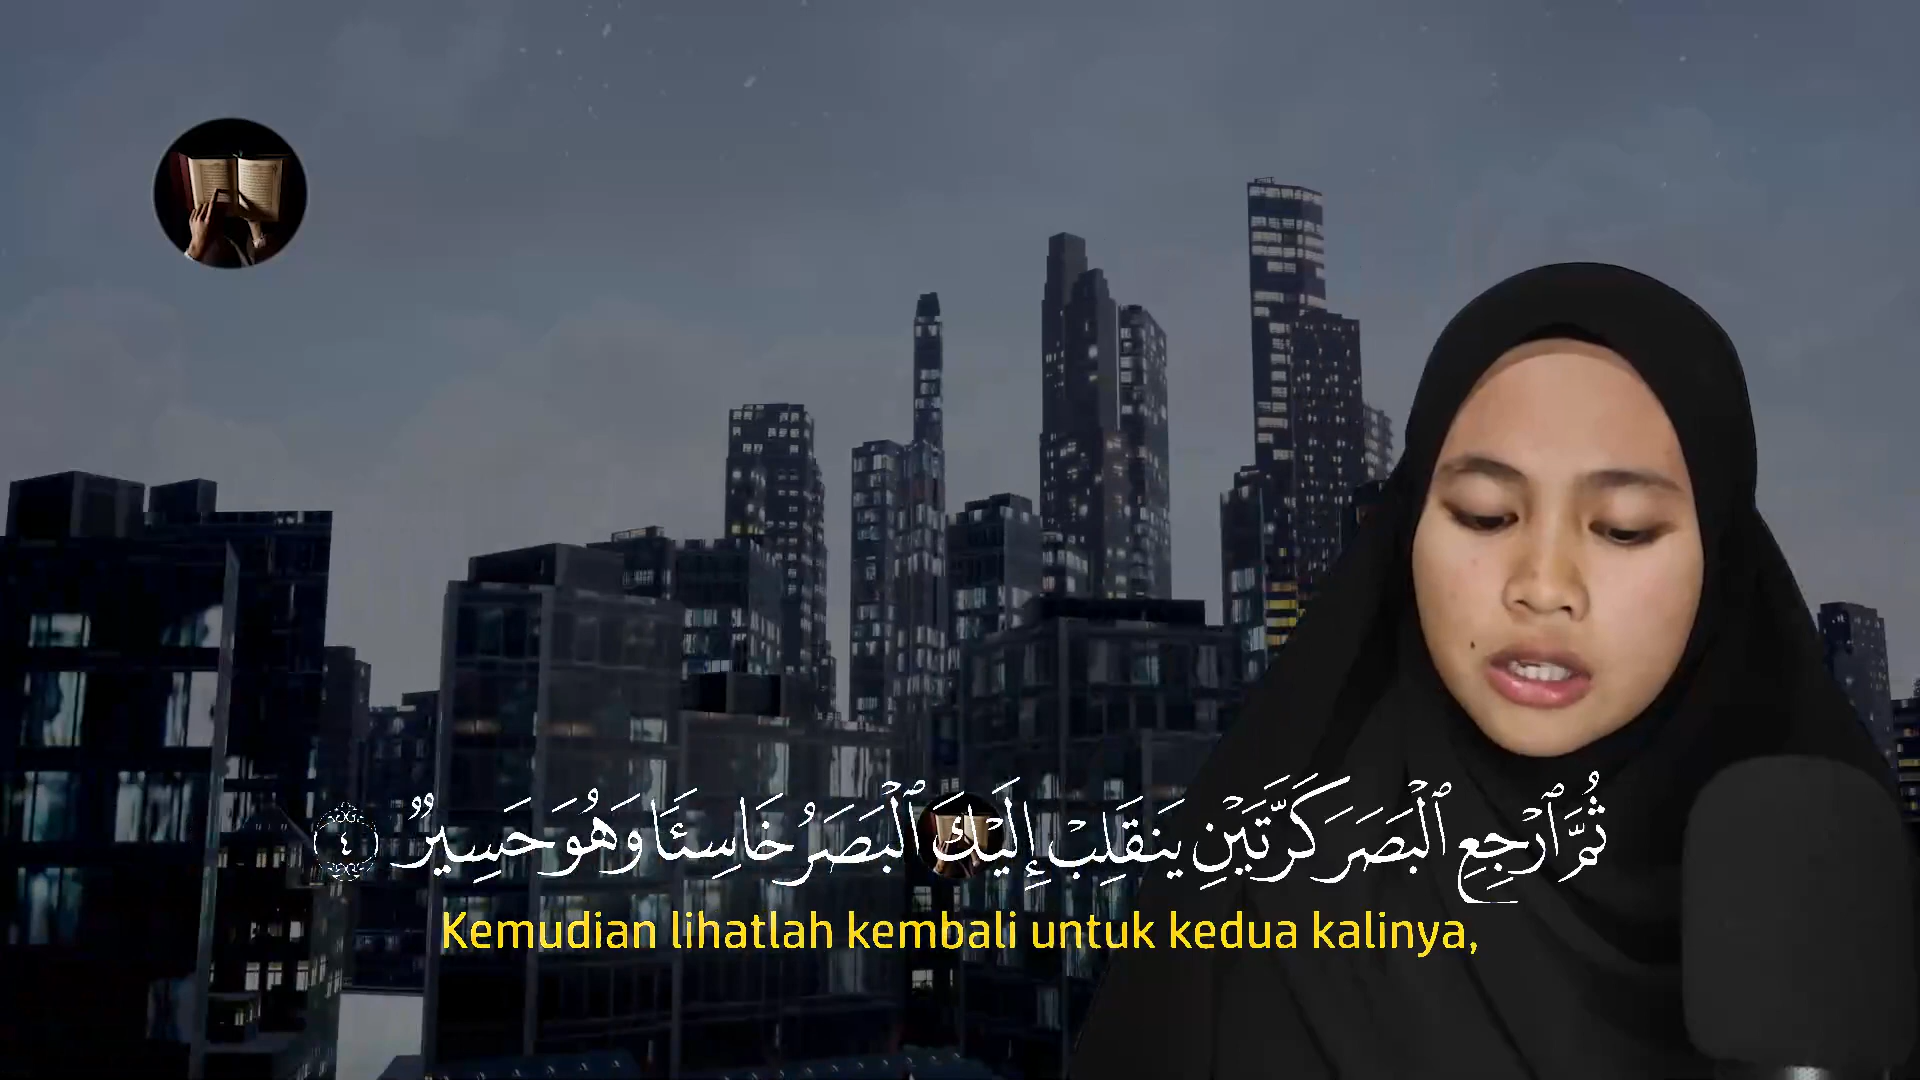 ثُمَّ ٱرْجِعِ ٱلْبَصَرَ كَرَّتَيْنِ يَنقَلِبْ إِلَيْكَ ٱلْبَصَرُ خَاسِئًا وَهُوَ حَسِيرٌ ٤
Kemudian lihatlah kembali untuk kedua kalinya,